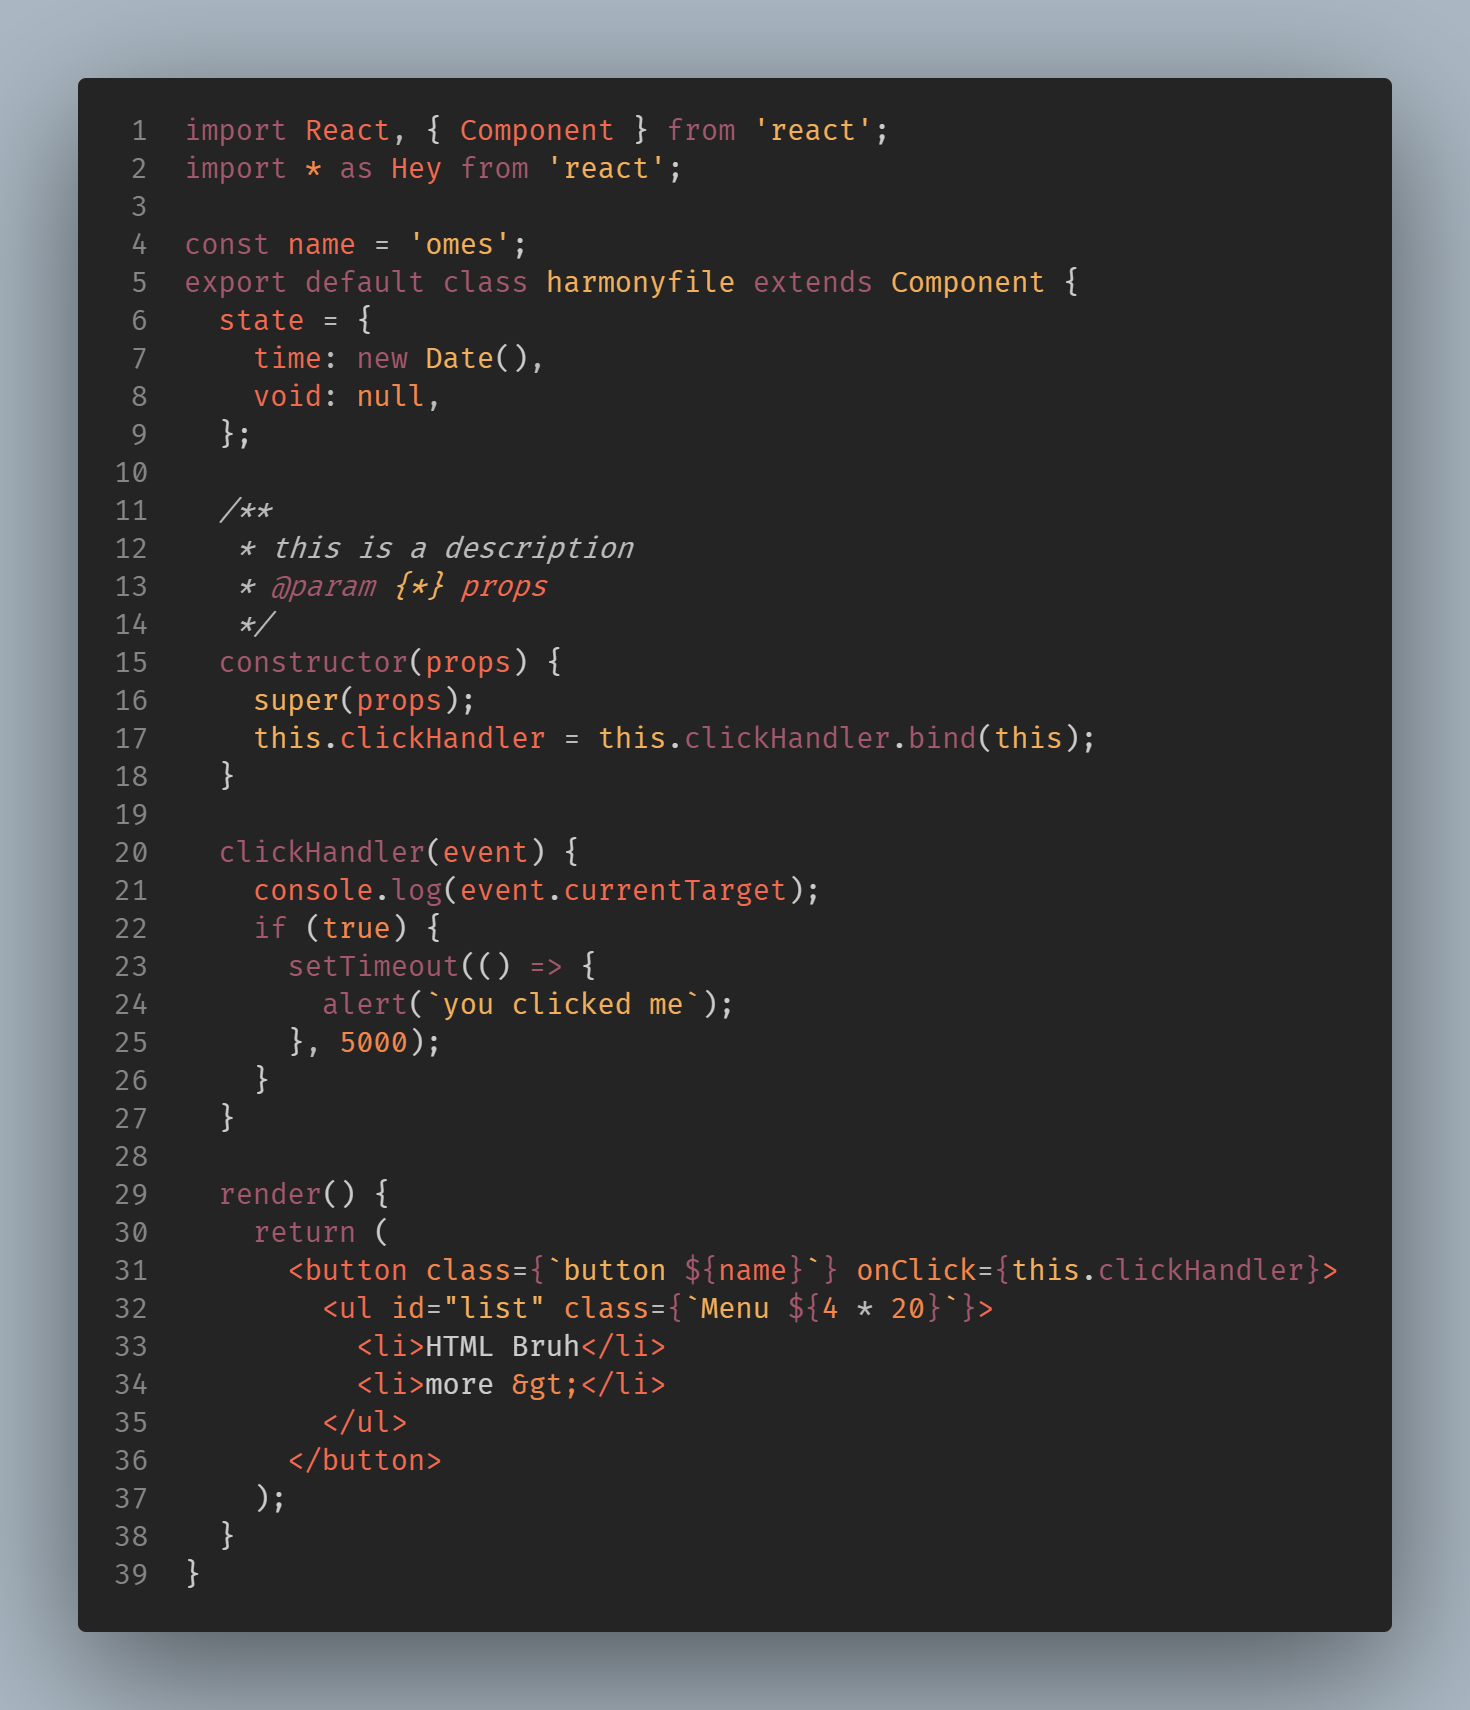 1 import React, { Component } from 'react';
2 import * as Hey from 'react';
3
4 const name = 'omes';
5 export default class harmonyfile extends Component {
6   state = {
7     time: new Date(),
8     void: null,
9   };
10
11   /**
12    * this is a description
13    * @param {*} props
14    */
15   constructor(props) {
16     super(props);
17     this.clickHandler = this.clickHandler.bind(this);
18   }
19
20   clickHandler(event) {
21     console.log(event.currentTarget);
22     if (true) {
23       setTimeout(() => {
24         alert(`you clicked me`);
25       }, 5000);
26     }
27   }
28
29   render() {
30     return (
31       <button class={`button ${name}`} onClick={this.clickHandler}>
32         <ul id="list" class={`Menu ${4 * 20}`}>
33           <li>HTML Bruh</li>
34           <li>more &gt;</li>
35         </ul>
36       </button>
37     );
38   }
39 }